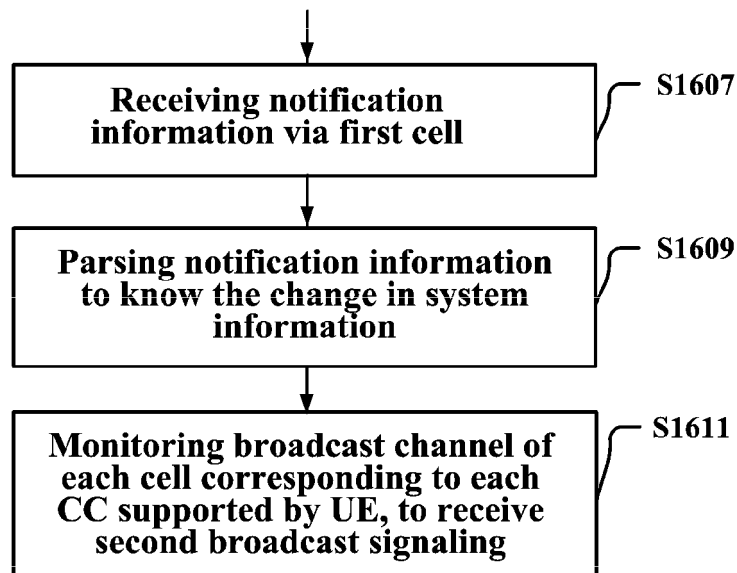 Receiving notification
information via first cell
S1607
Parsing notification information
to know the change in system
information
S1609
Monitoring broadcast channel of
each cell corresponding to each
CC supported by UE, to receive
second broadcast signaling
S1611